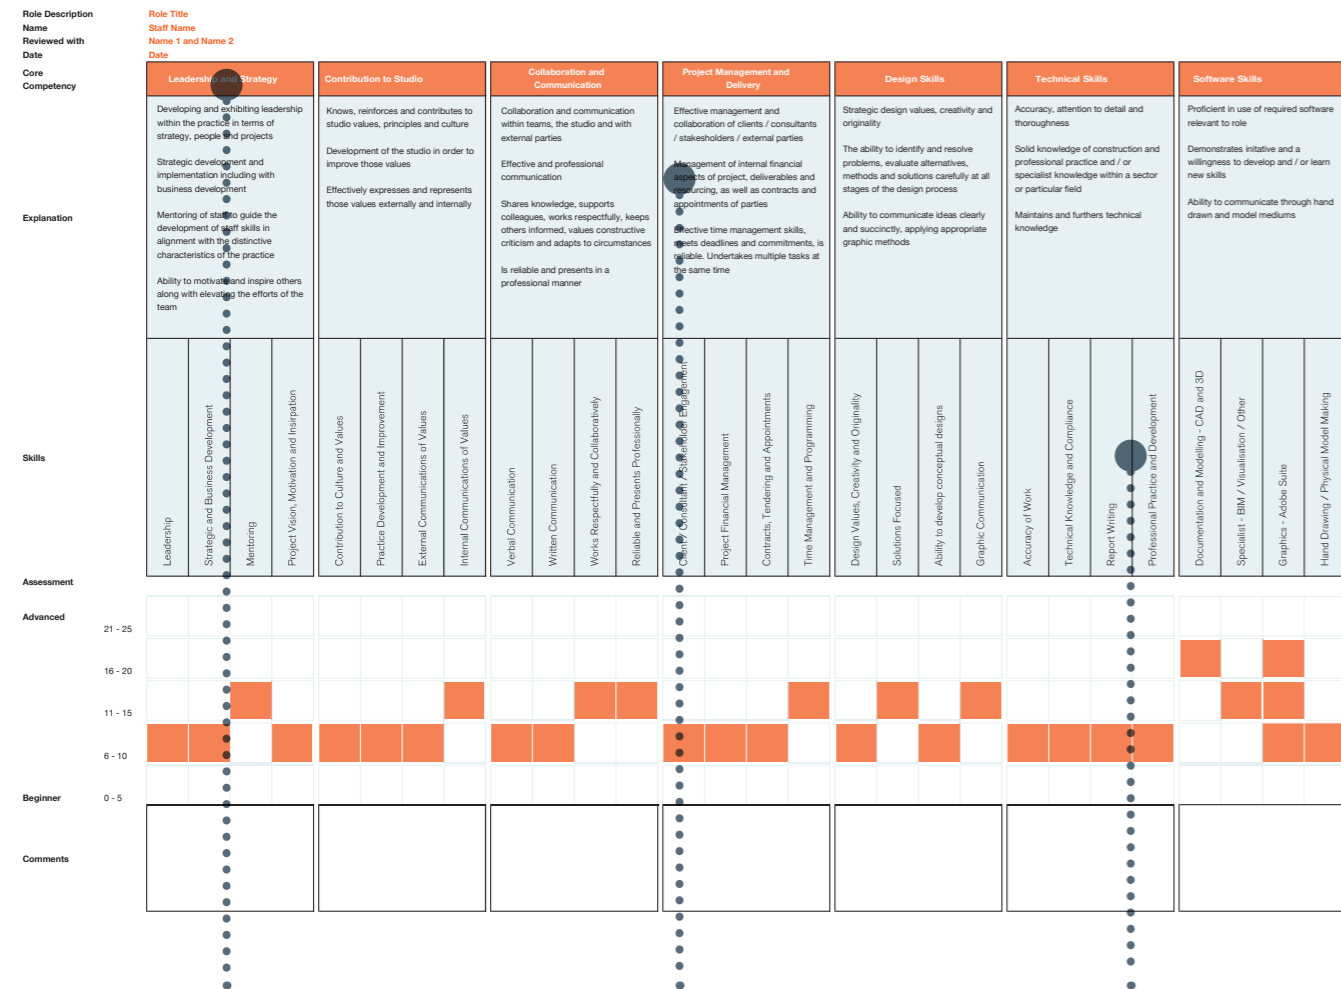 Role Description Role Title
Name Staff Name
Reviewed with Name 1 and Name 2
Date Date
Core
Competency
Leadership and Strategy
Contribution to Studio
Collaboration and
Communication
Project Management and
Delivery
Design Skills
Technical Skills
Software Skills
Explanation
Developing and exhibiting leadership
within the practice in terms of
strategy, people and projects
Strategic development and
implementation including with
business development
Mentoring of staff to guide the
development of staff skills in
alignment with the distinctive
characteristics of the practice
Ability to motivate and inspire others
along with elevating the efforts of the
team
Knows, reinforces and contributes to
studio values, principles and culture
Development of the studio in order to
improve those values
Effectively expresses and represents
those values externally and internally
Collaboration and communication
within teams, the studio and with
external parties
Effective and professional
communication
Shares knowledge, supports
colleagues, works respectfully, keeps
others informed, values constructive
criticism and adapts to circumstances
Is reliable and presents in a
professional manner
Effective management and
collaboration of clients / consultants
/ stakeholders / external parties
Management of internal financial
aspects of project, deliverables and
resourcing, as well as contracts and
appointments of parties
Effective time management skills,
meets deadlines and commitments, is
reliable. Undertakes multiple tasks at
the same time
Strategic design values, creativity and
originality
The ability to identify and resolve
problems, evaluate alternatives,
methods and solutions carefully at all
stages of the design process
Ability to communicate ideas clearly
and succinctly, applying appropriate
graphic methods
Accuracy, attention to detail and
thoroughness
Solid knowledge of construction and
professional practice and / or
specialist knowledge within a sector
or particular field
Maintains and furthers technical
knowledge
Proficient in use of required software
relevant to role
Demonstrates initative and a
willingness to develop and / or learn
new skills
Ability to communicate through hand
drawn and model mediums
Skills
Leadership
Strategic and Business Development
Mentoring
Project Vision, Motivation and Insirpation
Contribution to Culture and Values
Practice Development and Improvement
External Communications of Values
Internal Communications of Values
Verbal Communication
Written Communication
Works Respectfully and Collaboratively
Reliable and Presents Professionally
Client / Consultant / Stakeholder Engagement
Project Financial Management
Contracts, Tendering and Appointments
Time Management and Programming
Design Values, Creativity and Originality
Solutions Focused
Ability to develop conceptual designs
Graphic Communication
Accuracy of Work
Technical Knowledge and Compliance
Report Writing
Professional Practice and Development
Documentation and Modelling - CAD and 3D
Specialist - BIM / Visualisation / Other
Graphics - Adobe Suite
Hand Drawing / Physical Model Making
Assessment
Advanced
21 - 25
16 - 20
11 - 15
6 - 10
Beginner 0 - 5
Comments